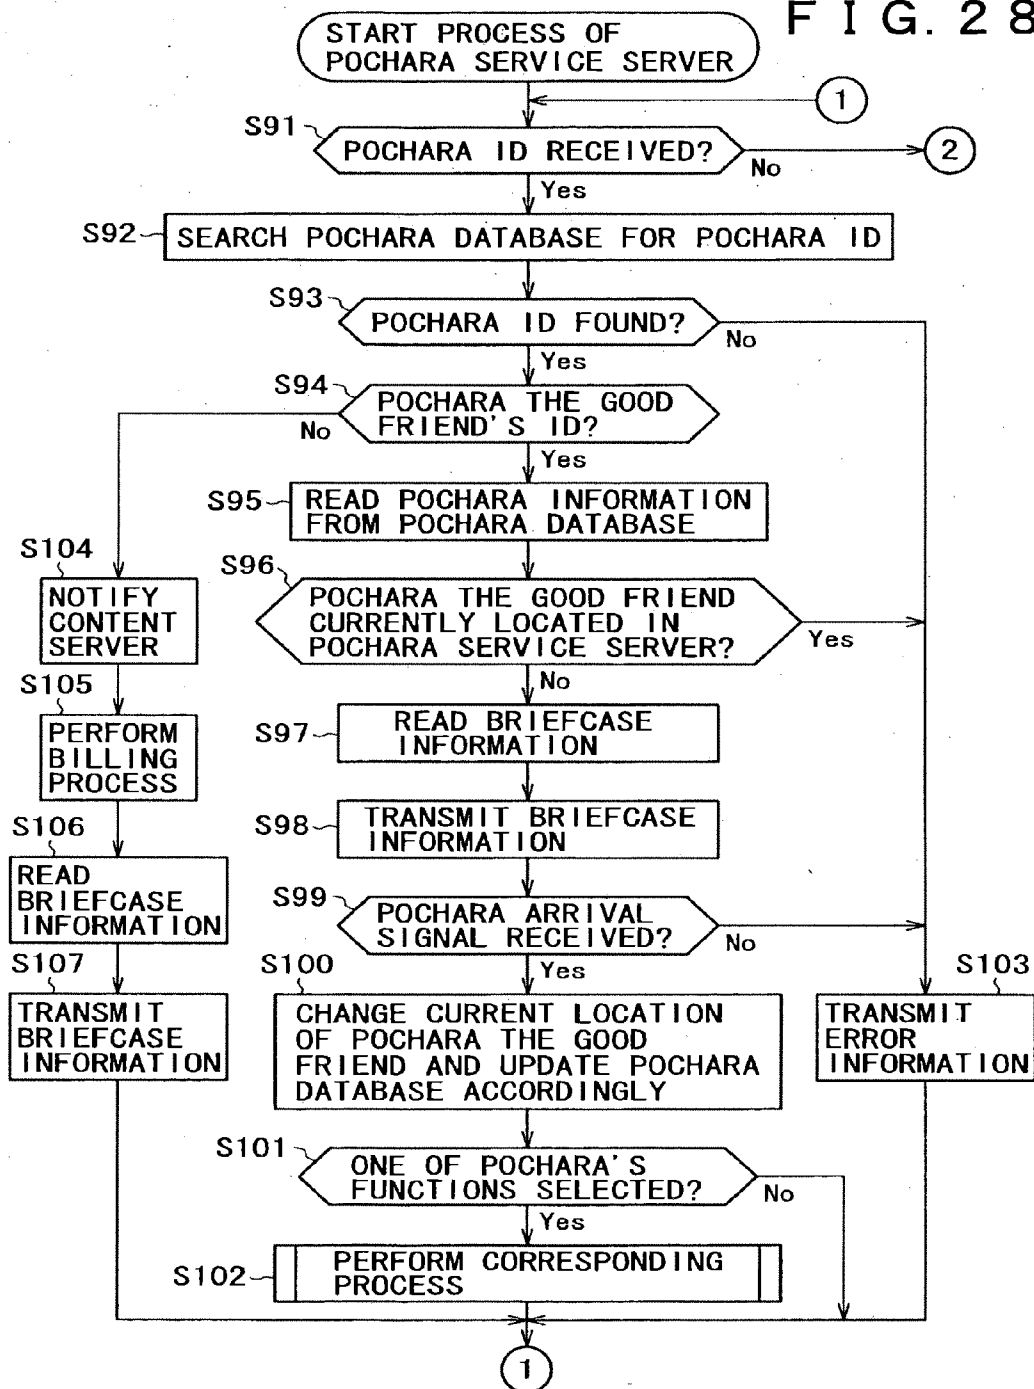 FIG. 28
START PROCESS OF
POCHARA SERVICE SERVER
1
S91
POCHARA ID RECEIVED?
No
2
Yes
S92
SEARCH POCHARA DATABASE FOR POCHARA ID
S93
POCHARA ID FOUND?
No
Yes
S94
POCHARA THE GOOD
FRIEND'S ID?
No
Yes
S95
READ POCHARA INFORMATION
FROM POCHARA DATABASE
S104
NOTIFY
CONTENT
SERVER
S96
POCHARA THE GOOD FRIEND
CURRENTLY LOCATED IN
POCHARA SERVICE SERVER?
Yes
No
S105
PERFORM
BILLING
PROCESS
S97
READ BRIEFCASE
INFORMATION
S106
READ
BRIEFCASE
INFORMATION
S98
TRANSMIT BRIEFCASE
INFORMATION
S99
POCHARA ARRIVAL
SIGNAL RECEIVED?
No
Yes
S107
TRANSMIT
BRIEFCASE
INFORMATION
S100
CHANGE CURRENT LOCATION
OF POCHARA THE GOOD
FRIEND AND UPDATE POCHARA
DATABASE ACCORDINGLY
S103
TRANSMIT
ERROR
INFORMATION
S101
ONE OF POCHARA'S
FUNCTIONS SELECTED?
No
Yes
S102
PERFORM CORRESPONDING
PROCESS
1